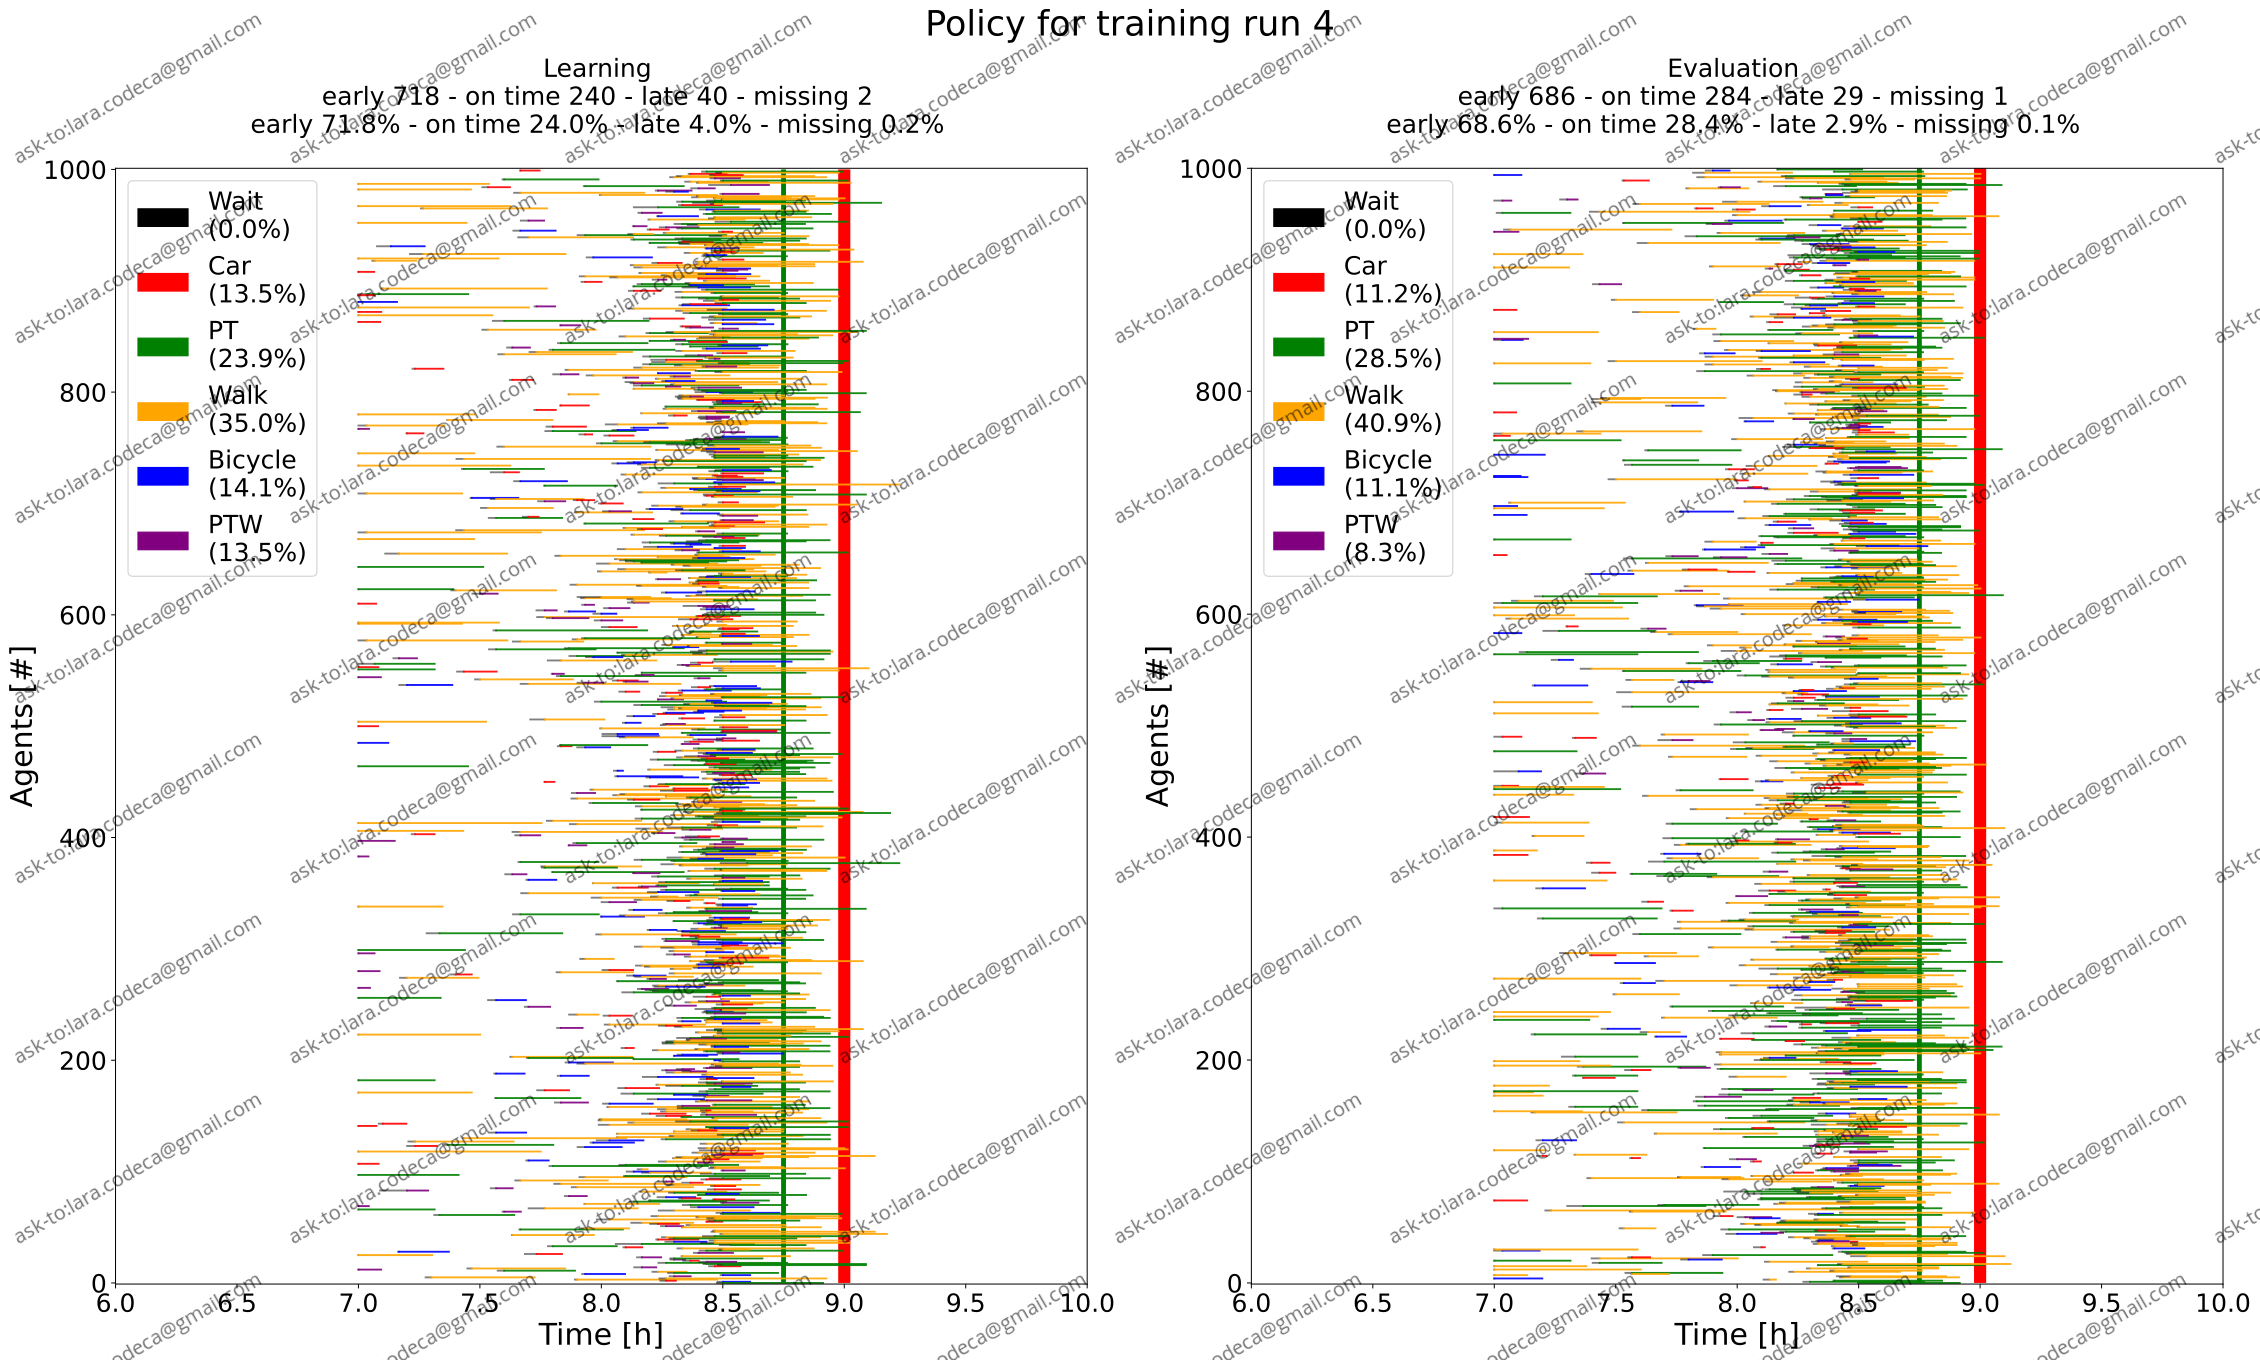 Policy for training run 4
Learning
early 718 - on time 240 - late 40 - missing 2
early 71.8% - on time 24.0% - late 4.0% - missing 0.2%
1000
800
600
400
200
0
Agents [#]
Wait
(0.0%)
Car
(13.5%)
PT
(23.9%)
Walk
(35.0%)
Bicycle
(14.1%)
PTW
(13.5%)
6.0 6.5 7.0 7.5 8.0 8.5 9.0 9.5 10.0
Time [h]
Evaluation
early 686 - on time 284 - late 29 - missing 1
early 68.6% - on time 28.4% - late 2.9% - missing 0.1%
1000
800
600
400
200
0
Agents [#]
Wait
(0.0%)
Car
(11.2%)
PT
(28.5%)
Walk
(40.9%)
Bicycle
(11.1%)
PTW
(8.3%)
6.0 6.5 7.0 7.5 8.0 8.5 9.0 9.5 10.0
Time [h]
ask-to:lara.codeca@gmail.com